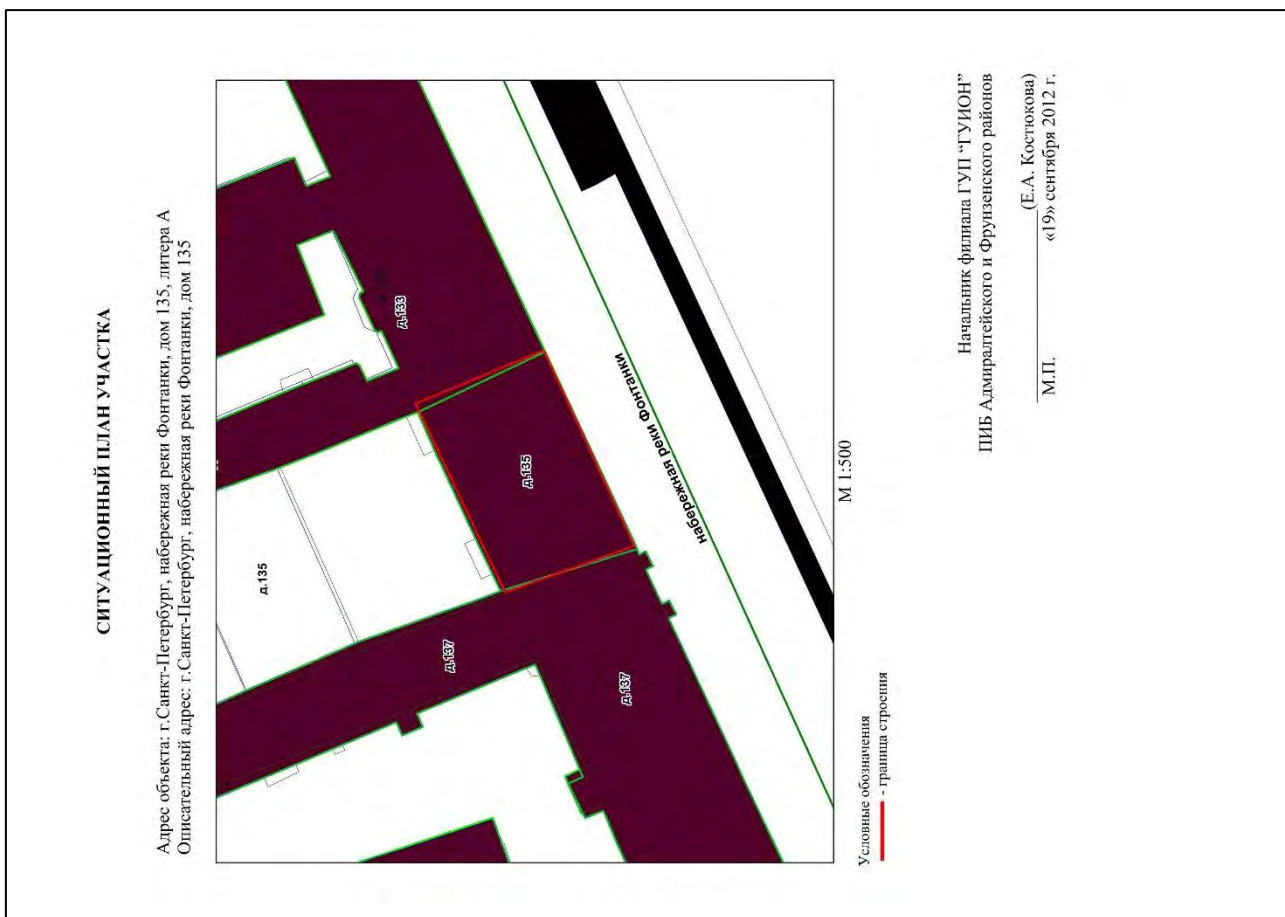 СИТУАЦИОННЫЙ ПЛАН УЧАСТКА
Адрес объекта: г.Санкт-Петербург, набережная реки Фонтанки, дом 135, литера А
Описательный адрес: г.Санкт-Петербург, набережная реки Фонтанки, дом 135
д.133
д.135
д.135
д.137
д.137
набережная реки Фонтанки
М 1:500
Условные обозначения
- граница строения
Начальник филиала ГУП “ГУИОН”
ПИБ Адмиралтейского и Фрунзенского районов
(Е.А. Костюкова)
М.П. «19» сентября 2012 г.